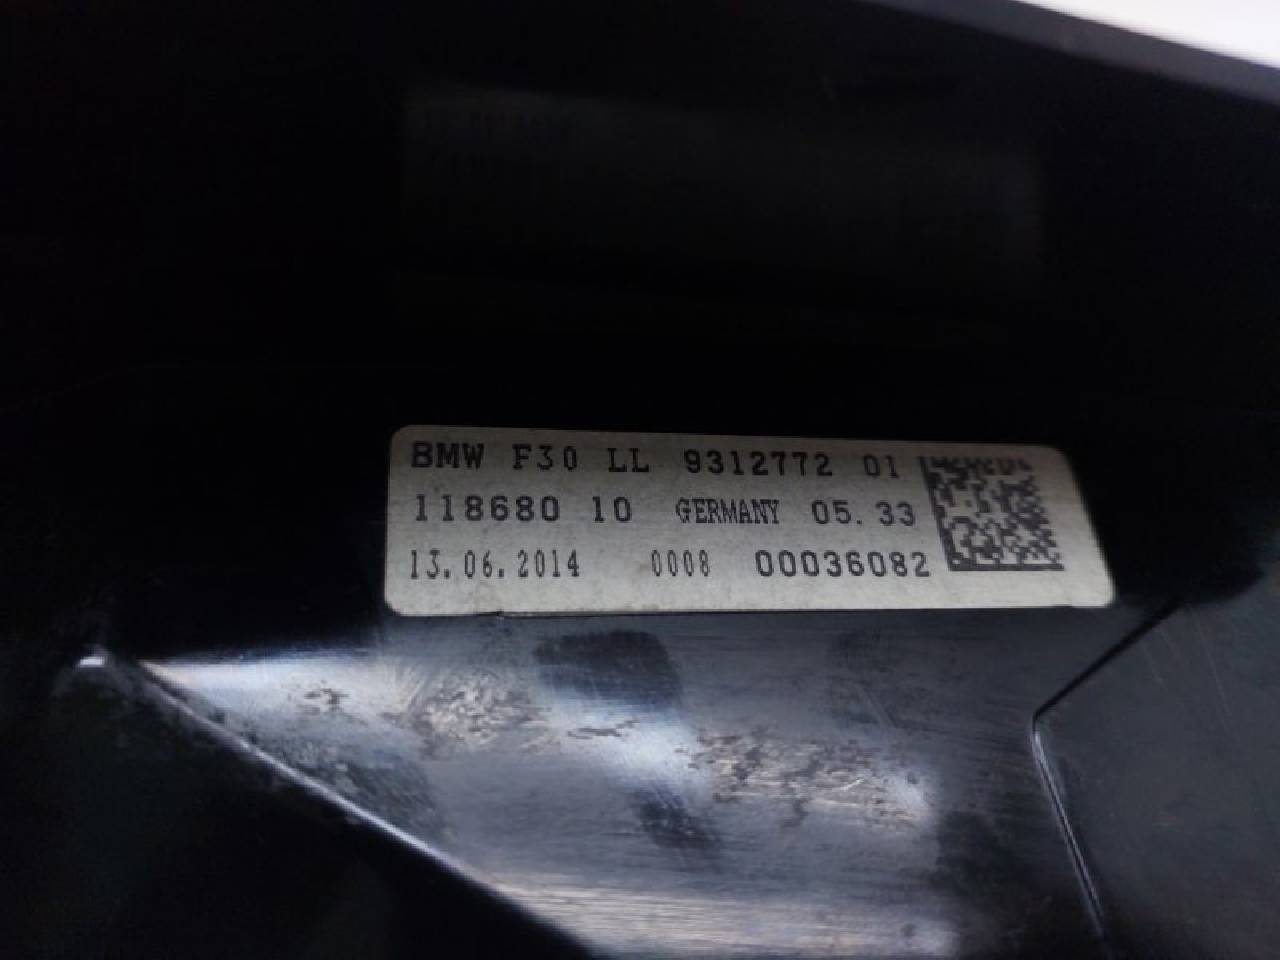 BMW F30 LL 9312772 01
118680 10 GERMANY 05.33
13.06.2014 0008 00036082